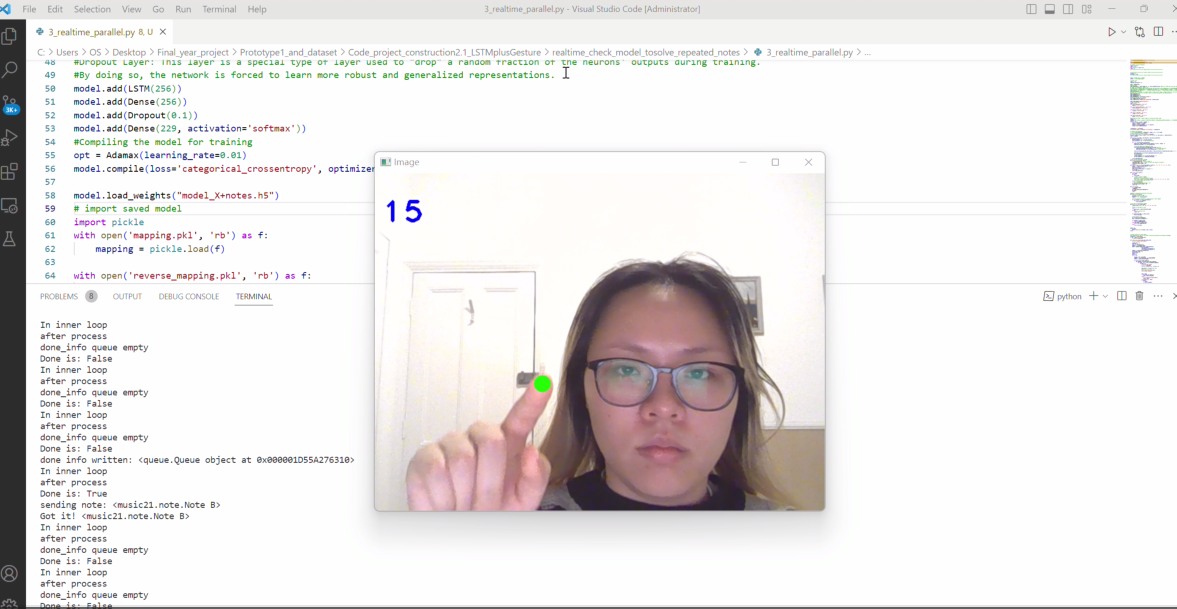 File Edit Selection View Go Run Terminal Help
3_realtime_parallel.py - Visual Studio Code [Administrator]
3_realtime_parallel.py 8, U
C: > Users > OS > Desktop > Final_year_project > Prototype1_and_dataset > Code_project_construction2.1_LSTMplusGesture > realtime_check_model_tosolve_repeated_notes > 3_realtime_parallel.py > ...
48 #Dropout Layer: This layer is a special type of layer used to "drop" a random fraction of the neurons' outputs during training.
49 #By doing so, the network is forced to learn more robust and generalized representations.
50 model.add(LSTM(256))
51 model.add(Dense(256))
52 model.add(Dropout(0.1))
53 model.add(Dense(229, activation='softmax'))
54 #Compiling the model for training
55 opt = Adamax(learning_rate=0.01)
56 model.compile(loss='categorical_crossentropy', optimizer
57
58 model.load_weights("model_X+notes.h5")
59 # import saved model
60 import pickle
61 with open('mapping.pkl', 'rb') as f:
62 mapping = pickle.load(f)
63
64 with open('reverse_mapping.pkl', 'rb') as f:
Image
15
3K+
PROBLEMS 8 OUTPUT DEBUG CONSOLE TERMINAL
python
In inner loop
after process
done_info queue empty
Done is: False
In inner loop
after process
done_info queue empty
Done is: False
In inner loop
after process
done_info queue empty
Done is: False
done info written: <queue.Queue object at 0x000001D55A276310>
In inner loop
after process
Done is: True
sending note: <music21.note.Note B>
Got it! <music21.note.Note B>
In inner loop
after process
done_info queue empty
Done is: False
In inner loop
after process
done_info queue empty
Done is: False